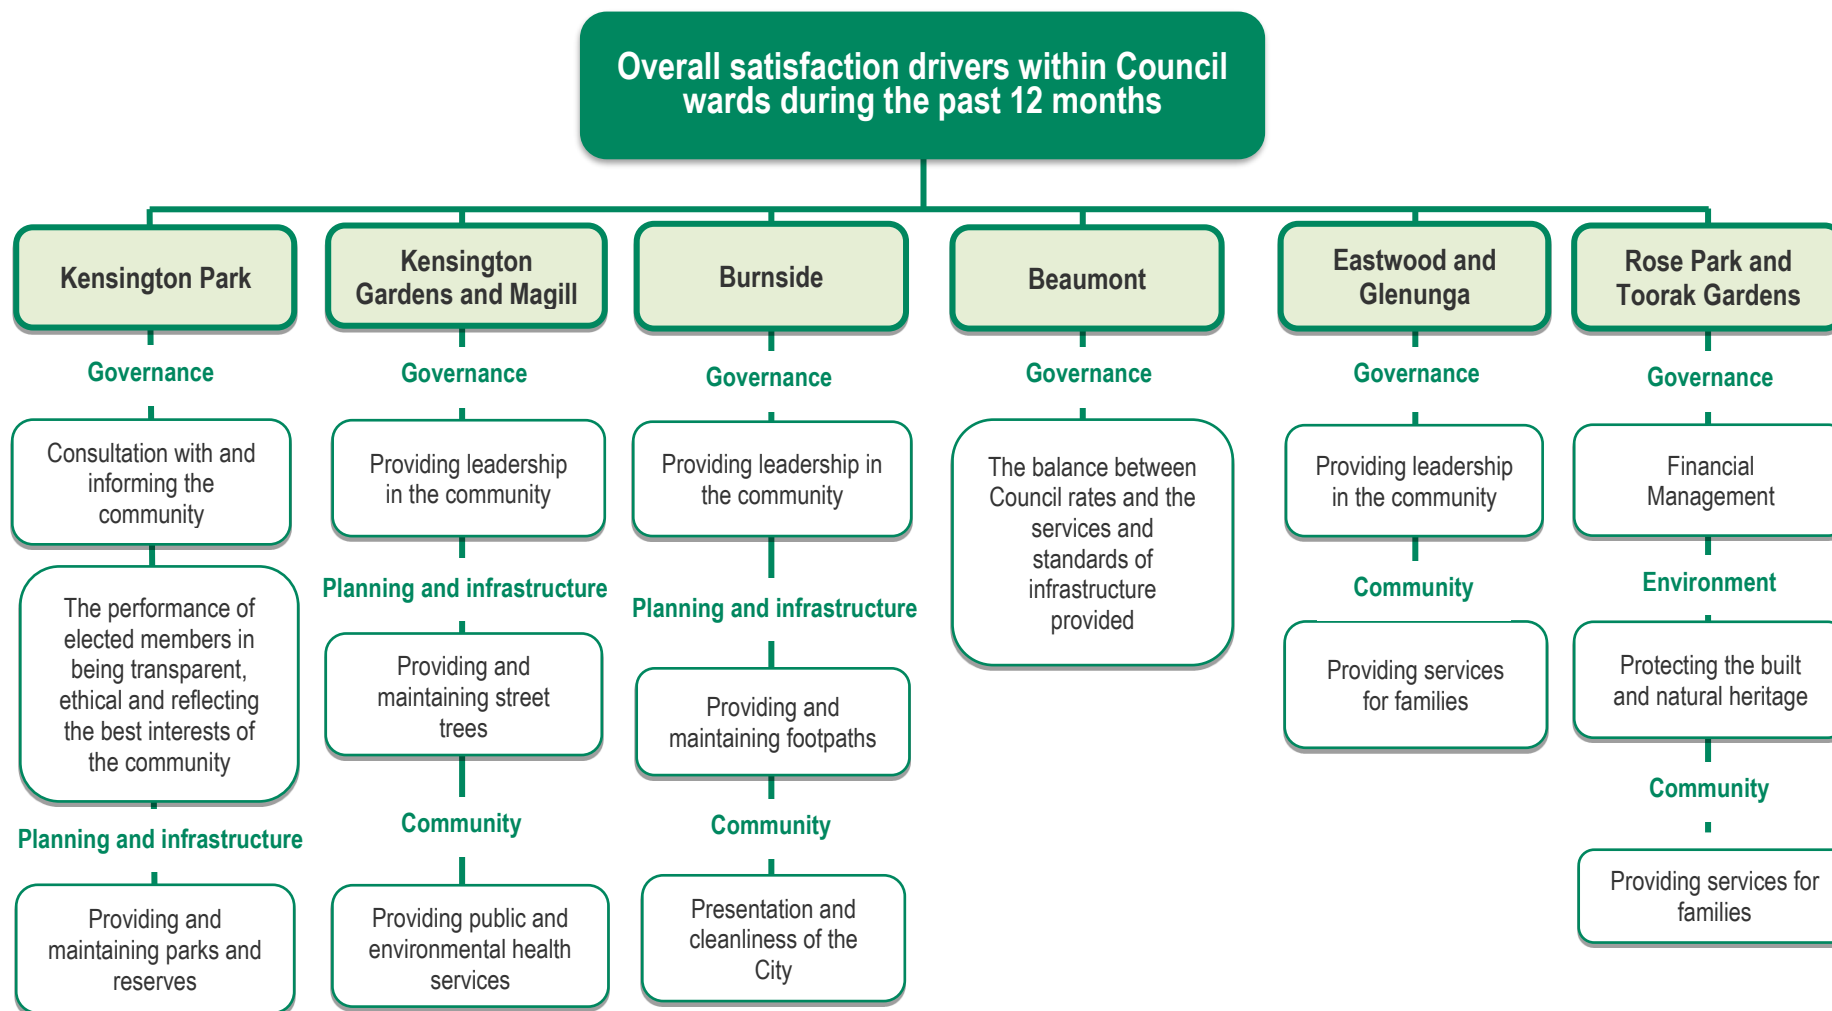 Overall satisfaction drivers within Council
wards during the past 12 months
Kensington Park
Governance
Consultation with and
informing the
community
The performance of
elected members in
being transparent,
ethical and reflecting
the best interests of
the community
Planning and infrastructure
Providing and
maintaining parks and
reserves
Kensington
Gardens and Magill
Governance
Providing leadership
in the community
Planning and infrastructure
Providing and
maintaining street
trees
Community
Providing public and
environmental health
services
Burnside
Governance
Providing leadership in
the community
Planning and infrastructure
Providing and
maintaining footpaths
Community
Presentation and
cleanliness of the
City
Beaumont
Governance
The balance between
Council rates and the
services and
standards of
infrastructure
provided
Eastwood and
Glenunga
Governance
Providing leadership
in the community
Community
Providing services
for families
Rose Park and
Toorak Gardens
Governance
Financial
Management
Environment
Protecting the built
and natural heritage
Community
Providing services for
families